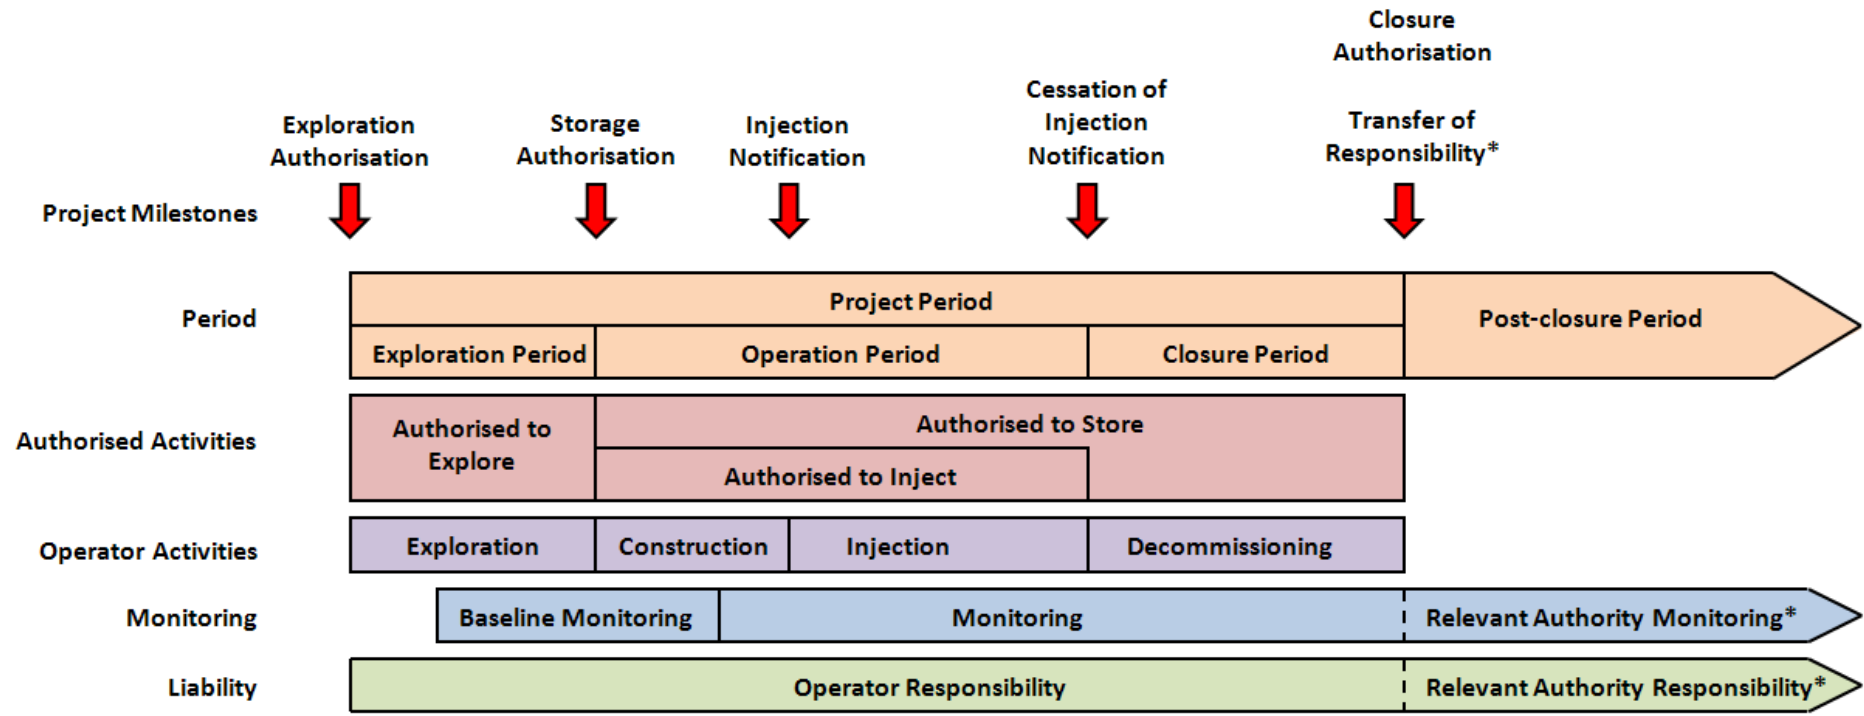 Closure
Authorisation
Transfer of
Responsibility*
Cessation of
Injection
Notification
Exploration
Authorisation
Storage
Authorisation
Injection
Notification
Project Milestones
Period
Project Period
Exploration Period
Operation Period
Closure Period
Post-closure Period
Authorised Activities
Authorised to
Explore
Authorised to Store
Authorised to Inject
Operator Activities
Exploration
Construction
Injection
Decommissioning
Monitoring
Baseline Monitoring
Monitoring
Relevant Authority Monitoring*
Liability
Operator Responsibility
Relevant Authority Responsibility*